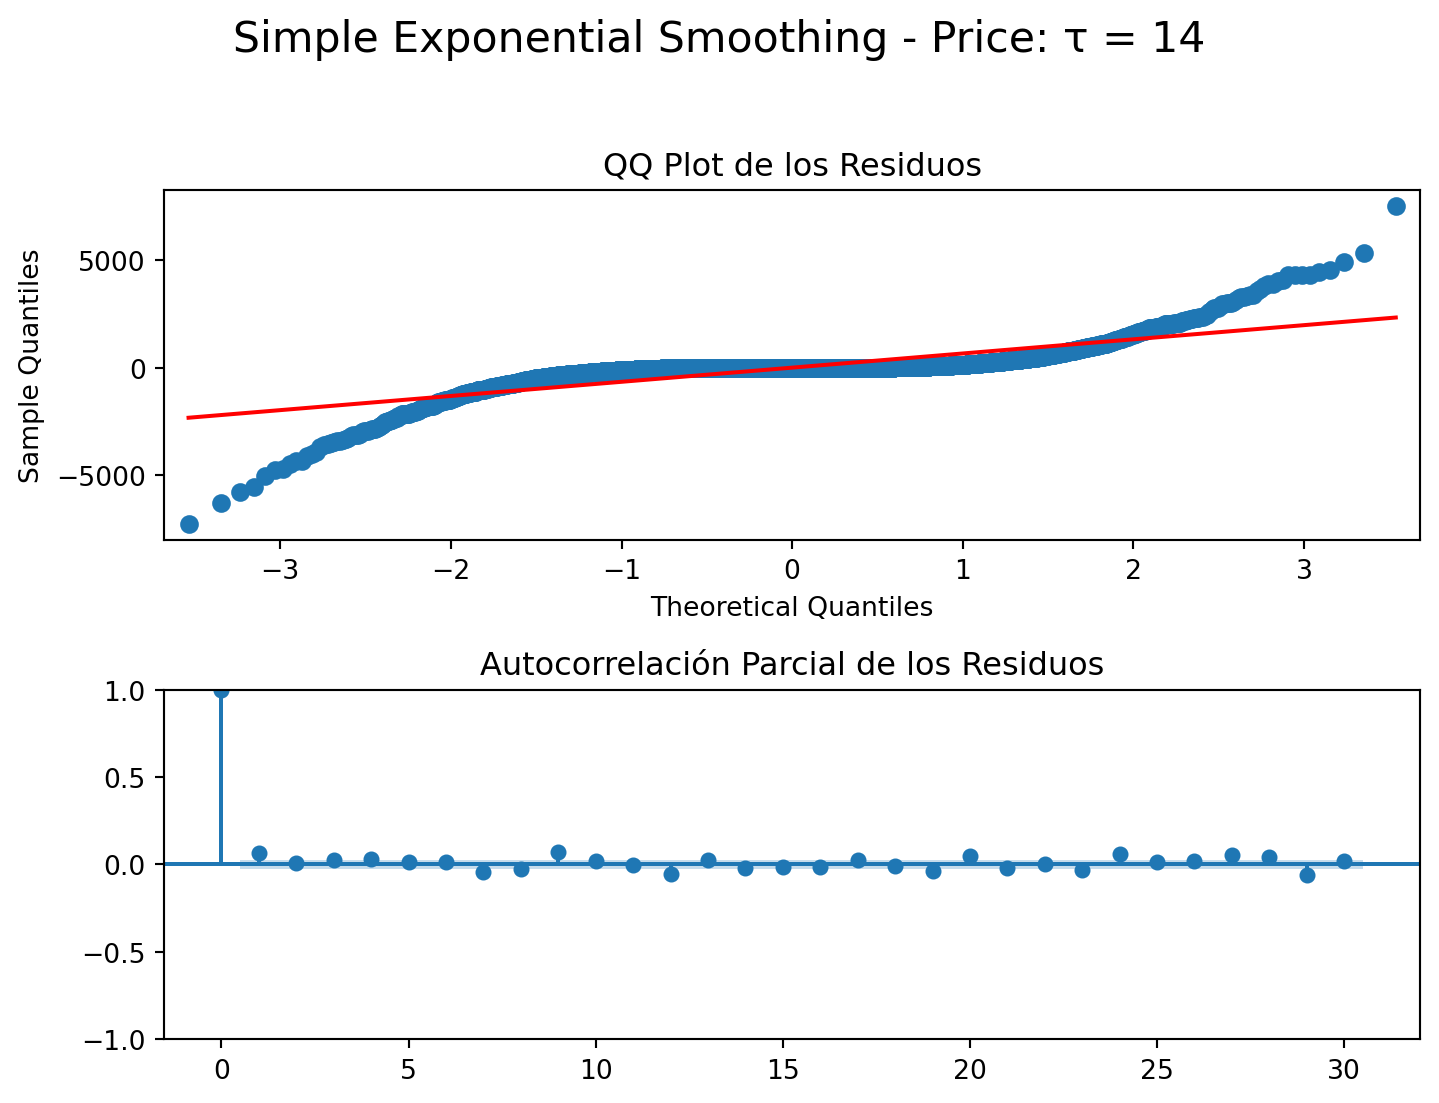 Simple Exponential Smoothing - Price: τ = 14
QQ Plot de los Residuos
Sample Quantiles
5000
0
−5000
−3 −2 −1 0 1 2 3
Theoretical Quantiles
Autocorrelación Parcial de los Residuos
1.0
0.5
0.0
−0.5
−1.0
0 5 10 15 20 25 30